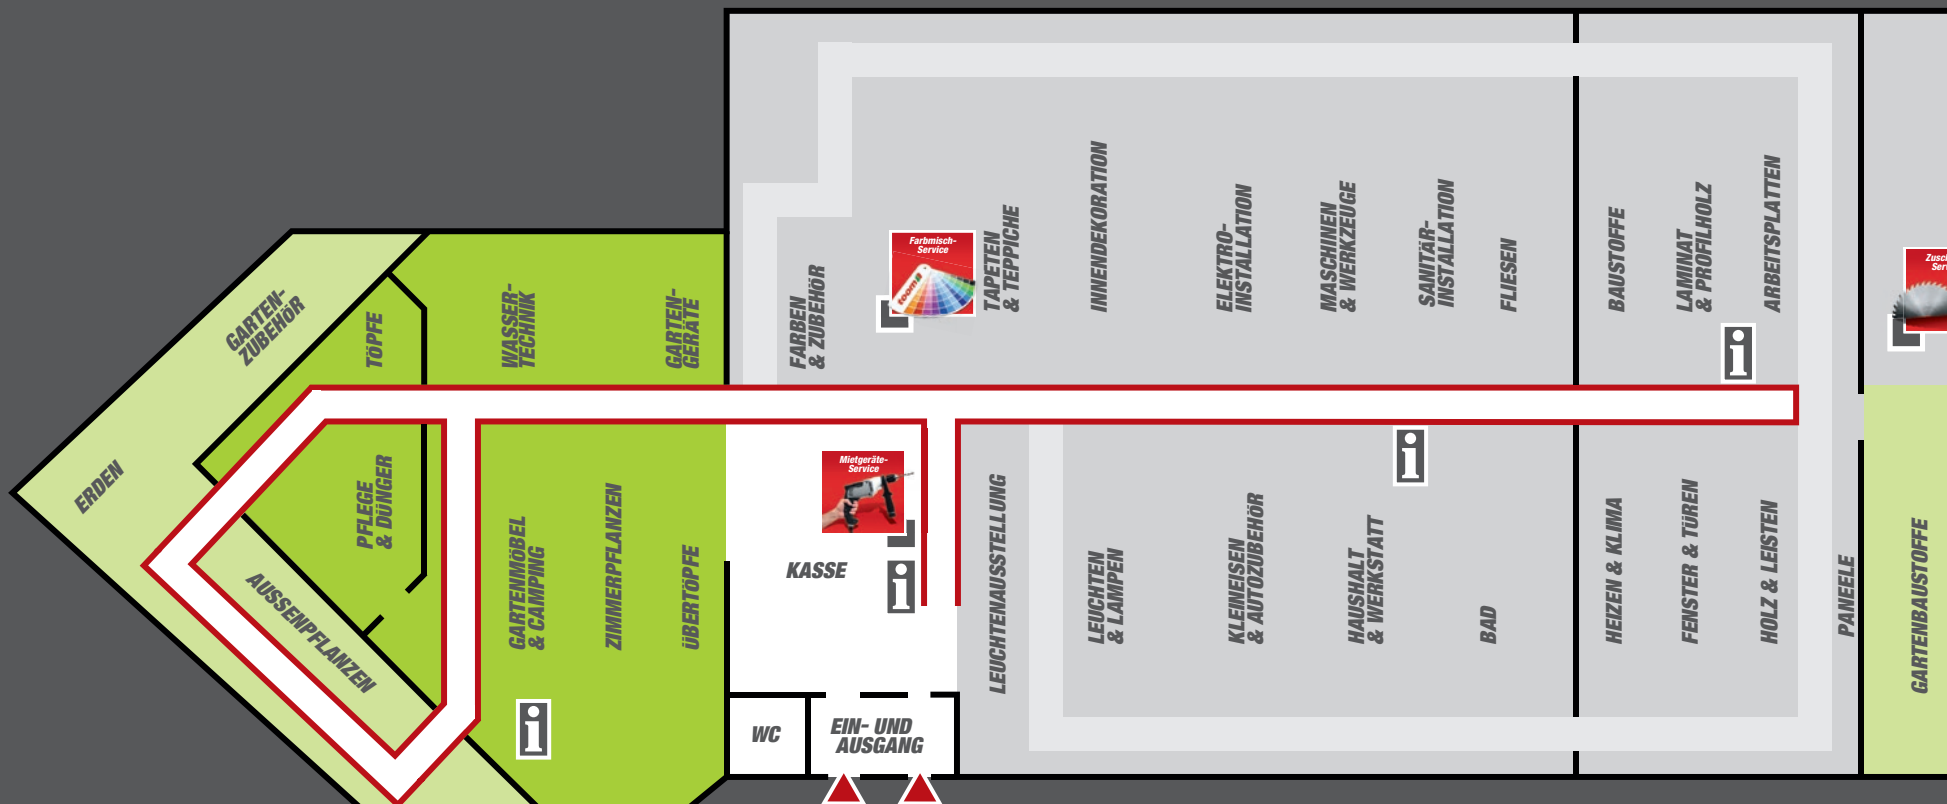 GARTEN-
ZUBEHÖR
ERDEN
TÖPFE
PFLEGE
& DÜNGER
AUSSENPFLANZEN
WASSER-
TECHNIK
GARTEN-
GERÄTE
GARTENMÖBEL
& CAMPING
ZIMMERPFLANZEN
ÜBERTÖPFE
i
FARBEN
& ZUBEHÖR
Farbmisch-
Service
toom
TAPETEN
& TEPPICHE
INNENDEKORATION
ELEKTRO-
INSTALLATION
MASCHINEN
& WERKZEUGE
SANITÄR-
INSTALLATION
FLIESEN
BAUSTOFFE
LAMINAT
& PROFILHOLZ
ARBEITSPLATTEN
i
Mietgeräte-
Service
KASSE
i
WC
EIN- UND
AUSGANG
LEUCHTENAUSSTELLUNG
LEUCHTEN
& LAMPEN
KLEINEISEN
& AUTOZUBEHÖR
HAUSHALT
& WERKSTATT
i
BAD
HEIZEN & KLIMA
FENSTER & TÜREN
HOLZ & LEISTEN
PANEELE
GARTENBAUSTOFFE